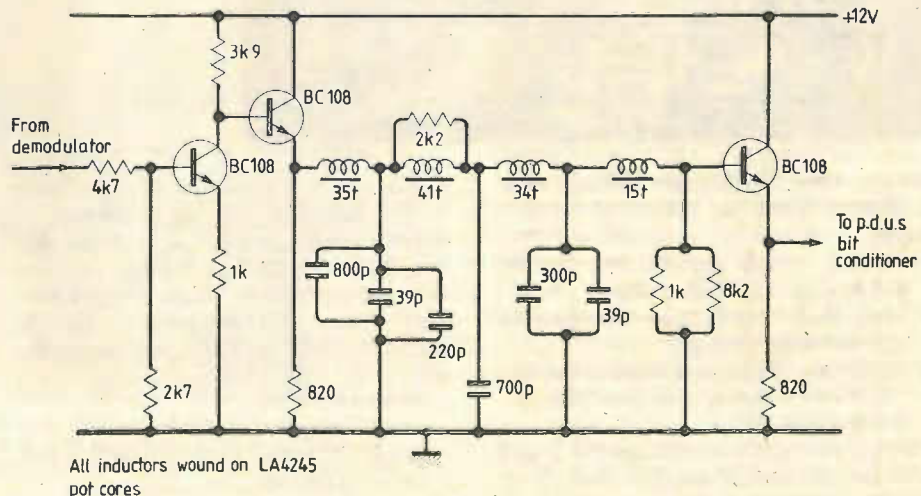 +12V
3k9
BC108
From
demodulator
2k2
BC108
BC108
4k7
35t
41t
34t
15t
To p.d.u.s
bit
conditioner
1k
800p
39p
220p
300p
39p
1k
8k2
2k7
820
700p
820
All inductors wound on LA4245
pot cores